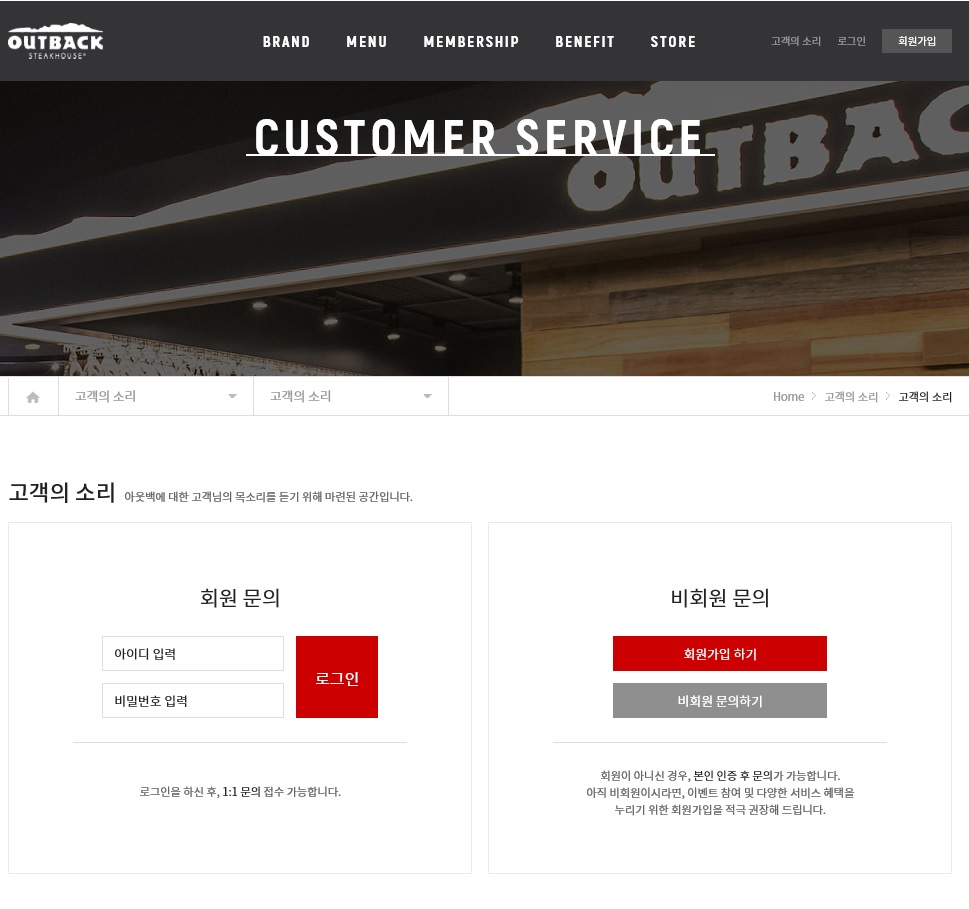 OUTBACK
STEAKHOUSE®
BRAND MENU MEMBERSHIP BENEFIT STORE
고객의 소리 로그인 회원가입
CUSTOMER SERVICE
OUTBAC
고객의 소리 고객의 소리
Home > 고객의 소리 > 고객의 소리
고객의 소리 아웃백에 대한 고객님의 목소리를 듣기 위해 마련된 공간입니다.
회원 문의
아이디 입력
비밀번호 입력
로그인
로그인을 하신 후, 1:1 문의 접수 가능합니다.
비회원 문의
회원가입 하기
비회원 문의하기
회원이 아니신 경우, 본인 인증 후 문의가 가능합니다.
아직 비회원이시라면, 이벤트 참여 및 다양한 서비스 혜택을
누리기 위한 회원가입을 적극 권장해 드립니다.